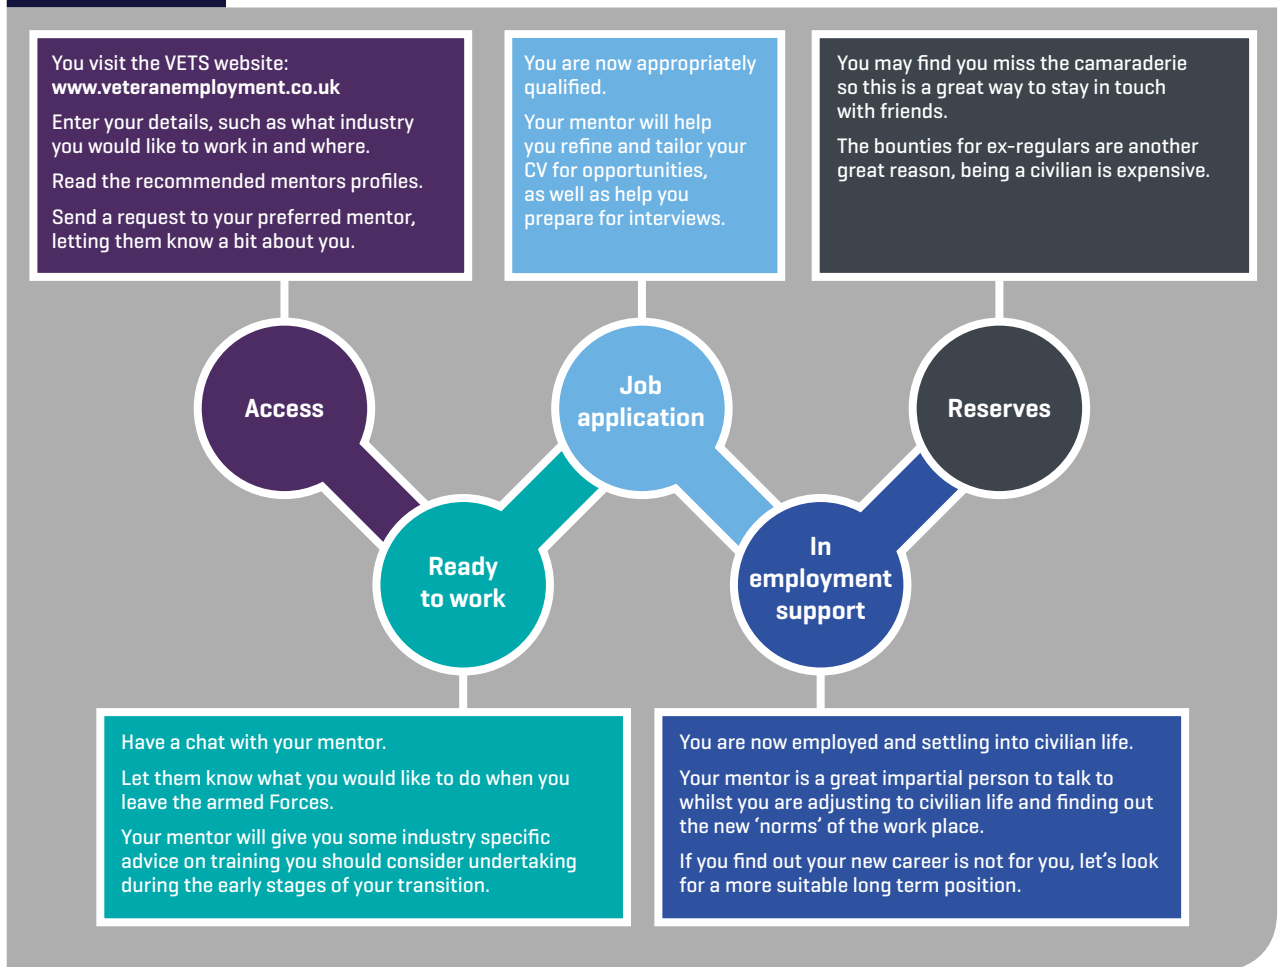 You visit the VETS website:
www.veteranemployment.co.uk
Enter your details, such as what industry
you would like to work in and where.
Read the recommended mentors profiles.
Send a request to your preferred mentor,
letting them know a bit about you.
You are now appropriately
qualified.
Your mentor will help
you refine and tailor your
CV for opportunities,
as well as help you
prepare for interviews.
You may find you miss the camaraderie
so this is a great way to stay in touch
with friends.
The bounties for ex-regulars are another
great reason, being a civilian is expensive.
Access
Job
application
Reserves
Ready
to work
In
employment
support
Have a chat with your mentor.
Let them know what you would like to do when you
leave the armed Forces.
Your mentor will give you some industry specific
advice on training you should consider undertaking
during the early stages of your transition.
You are now employed and settling into civilian life.
Your mentor is a great impartial person to talk to
whilst you are adjusting to civilian life and finding out
the new ‘norms’ of the work place.
If you find out your new career is not for you, let’s look
for a more suitable long term position.